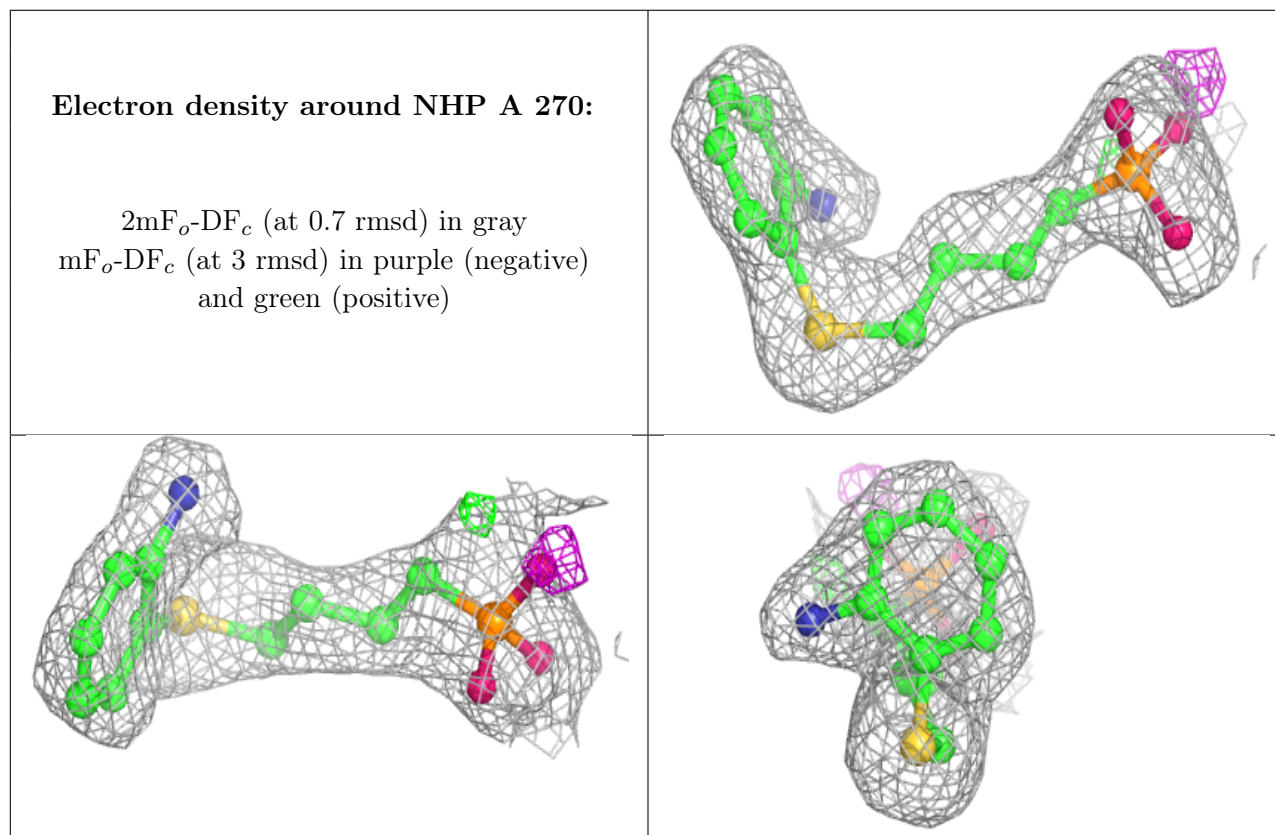 Electron density around NHP A 270:
2mFₒ-DF𝒸 (at 0.7 rmsd) in gray
mFₒ-DF𝒸 (at 3 rmsd) in purple (negative)
and green (positive)